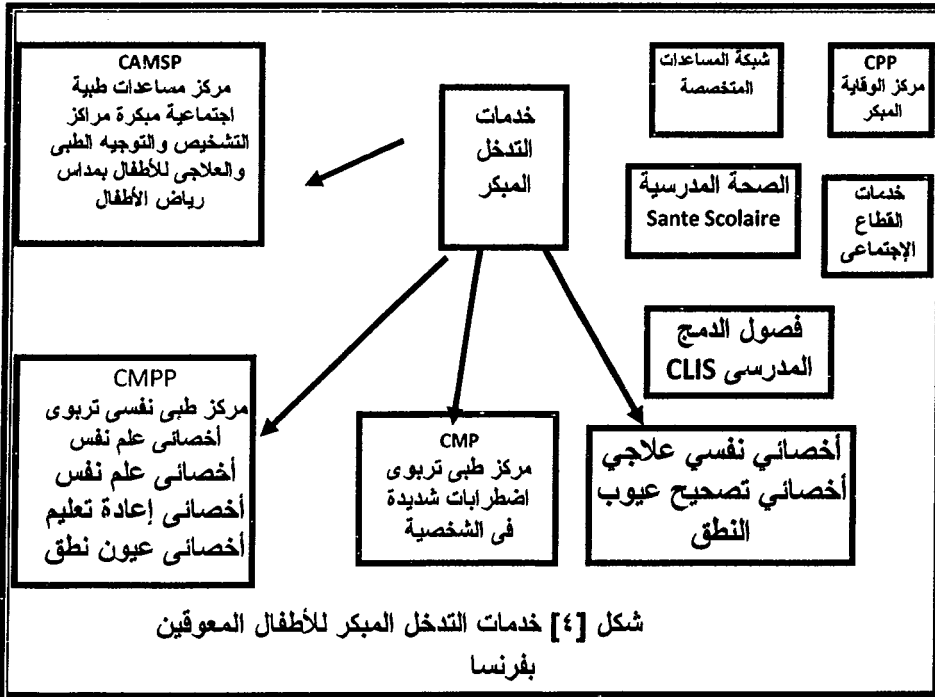 CAMSP
مركز مساعدات طبية
اجتماعية مبكرة مراكز
التشخيص والتوجيه الطبى
والعلاجى للأطفال بمداس
رياض الأطفال
خدمات
التدخل
المبكر
شبكة المساعدات
المتخصصة
CPP
مركز الوقاية
المبكر
الصحة المدرسية
Sante Scolaire
خدمات
القطاع
الإجتماعى
فصول الدمج
المدرسى CLIS
CMPP
مركز طبى نفسى تربوى
أخصائى علم نفس
أخصائى علم نفس
أخصائى إعادة تعليم
أخصائى عيون نطق
CMP
مركز طبى تربوى
اضطرابات شديدة
فى الشخصية
أخصائي نفسي علاجي
أخصائي تصحيح عيوب
النطق
شكل [٤] خدمات التدخل المبكر للأطفال المعوقين
بفرنسا